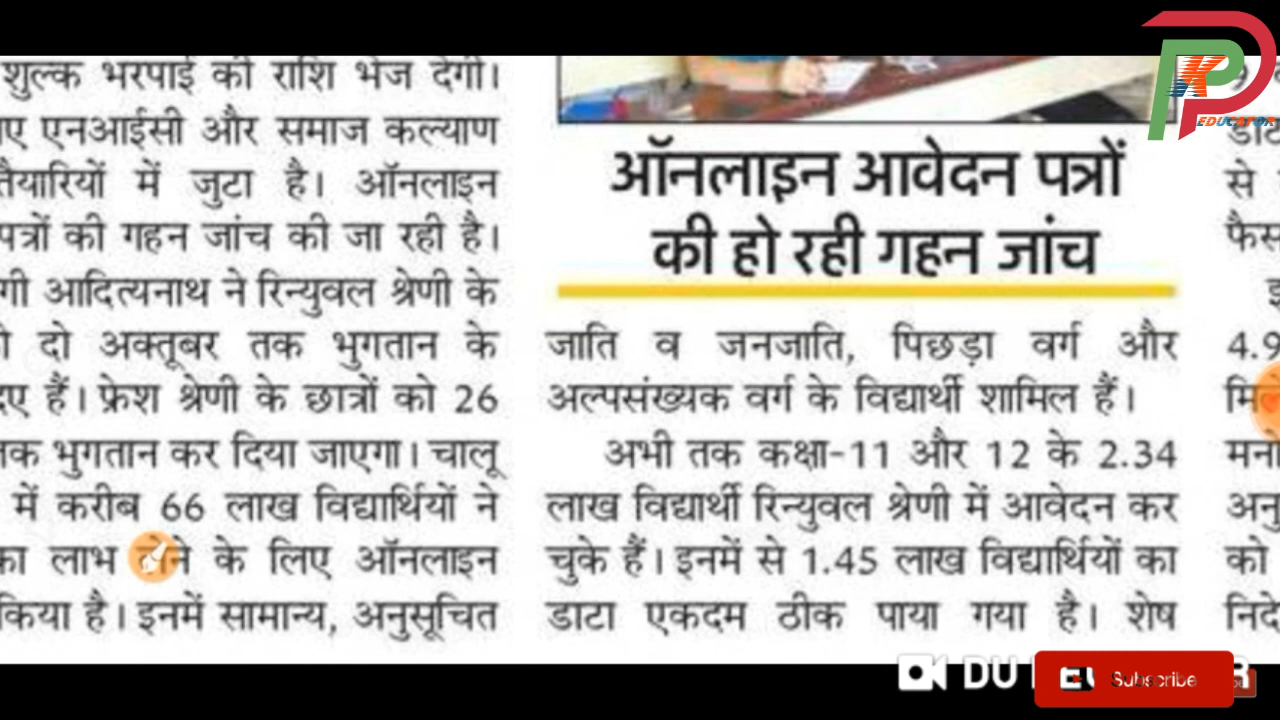 शुल्क भरपाई की राशि भेज देगी।
एनआईसी और समाज कल्याण
तैयारियों में जुटा है। ऑनलाइन
पत्रों की गहन जांच की जा रही है।
आदित्यनाथ ने रिन्युवल श्रेणी के
दो अक्तूबर तक भुगतान के
हैं। फ्रेश श्रेणी के छात्रों को 26
तक भुगतान कर दिया जाएगा। चालू
में करीब 66 लाख विद्यार्थियों ने
लाभ लेने के लिए ऑनलाइन
किया है। इनमें सामान्य, अनुसूचित
ऑनलाइन आवेदन पत्रों
की हो रही गहन जांच
जाति व जनजाति, पिछड़ा वर्ग और
अल्पसंख्यक वर्ग के विद्यार्थी शामिल हैं।
अभी तक कक्षा-11 और 12 के 2.34
लाख विद्यार्थी रिन्युवल श्रेणी में आवेदन कर
चुके हैं। इनमें से 1.45 लाख विद्यार्थियों का
डाटा एकदम ठीक पाया गया है। शेष
से
4.9
को
PK
EDUCATOR
DU
Subscribe